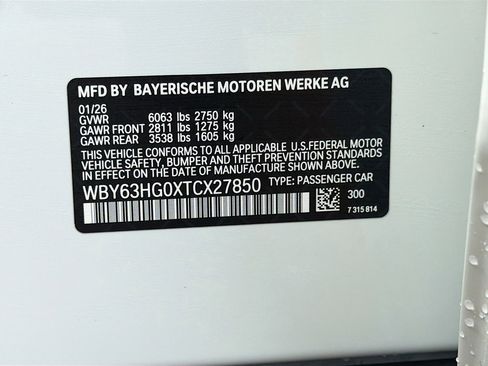 MFD BY BAYERISCHE MOTOREN WERKE AG
01/26
GVWR 6063 lbs 2750 kg
GAWR FRONT 2811 lbs 1275 kg
GAWR REAR 3538 lbs 1605 kg
THIS VEHICLE CONFORMS TO ALL APPLICABLE U.S. FEDERAL MOTOR
VEHICLE SAFETY, BUMPER AND THEFT PREVENTION STANDARDS
IN EFFECT ON THE DATE OF MANUFACTURE SHOWN ABOVE.
WBY63HG0XTCX27850 TYPE: PASSENGER CAR
300
7 315 814